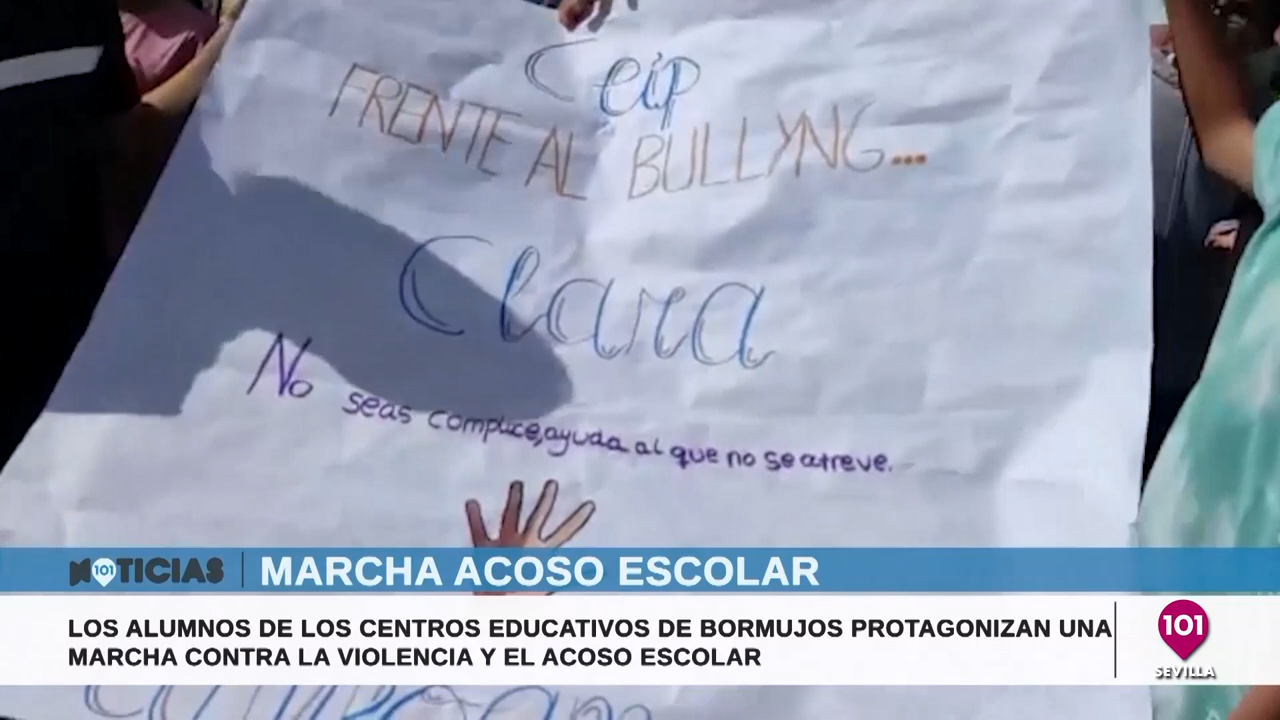 Ceip
FRENTE AL BULLYNG...
Clara
No seas complice, ayuda al que no se atreve.
NOTICIAS 101
MARCHA ACOSO ESCOLAR
LOS ALUMNOS DE LOS CENTROS EDUCATIVOS DE BORMUJOS PROTAGONIZAN UNA
MARCHA CONTRA LA VIOLENCIA Y EL ACOSO ESCOLAR
101
SEVILLA